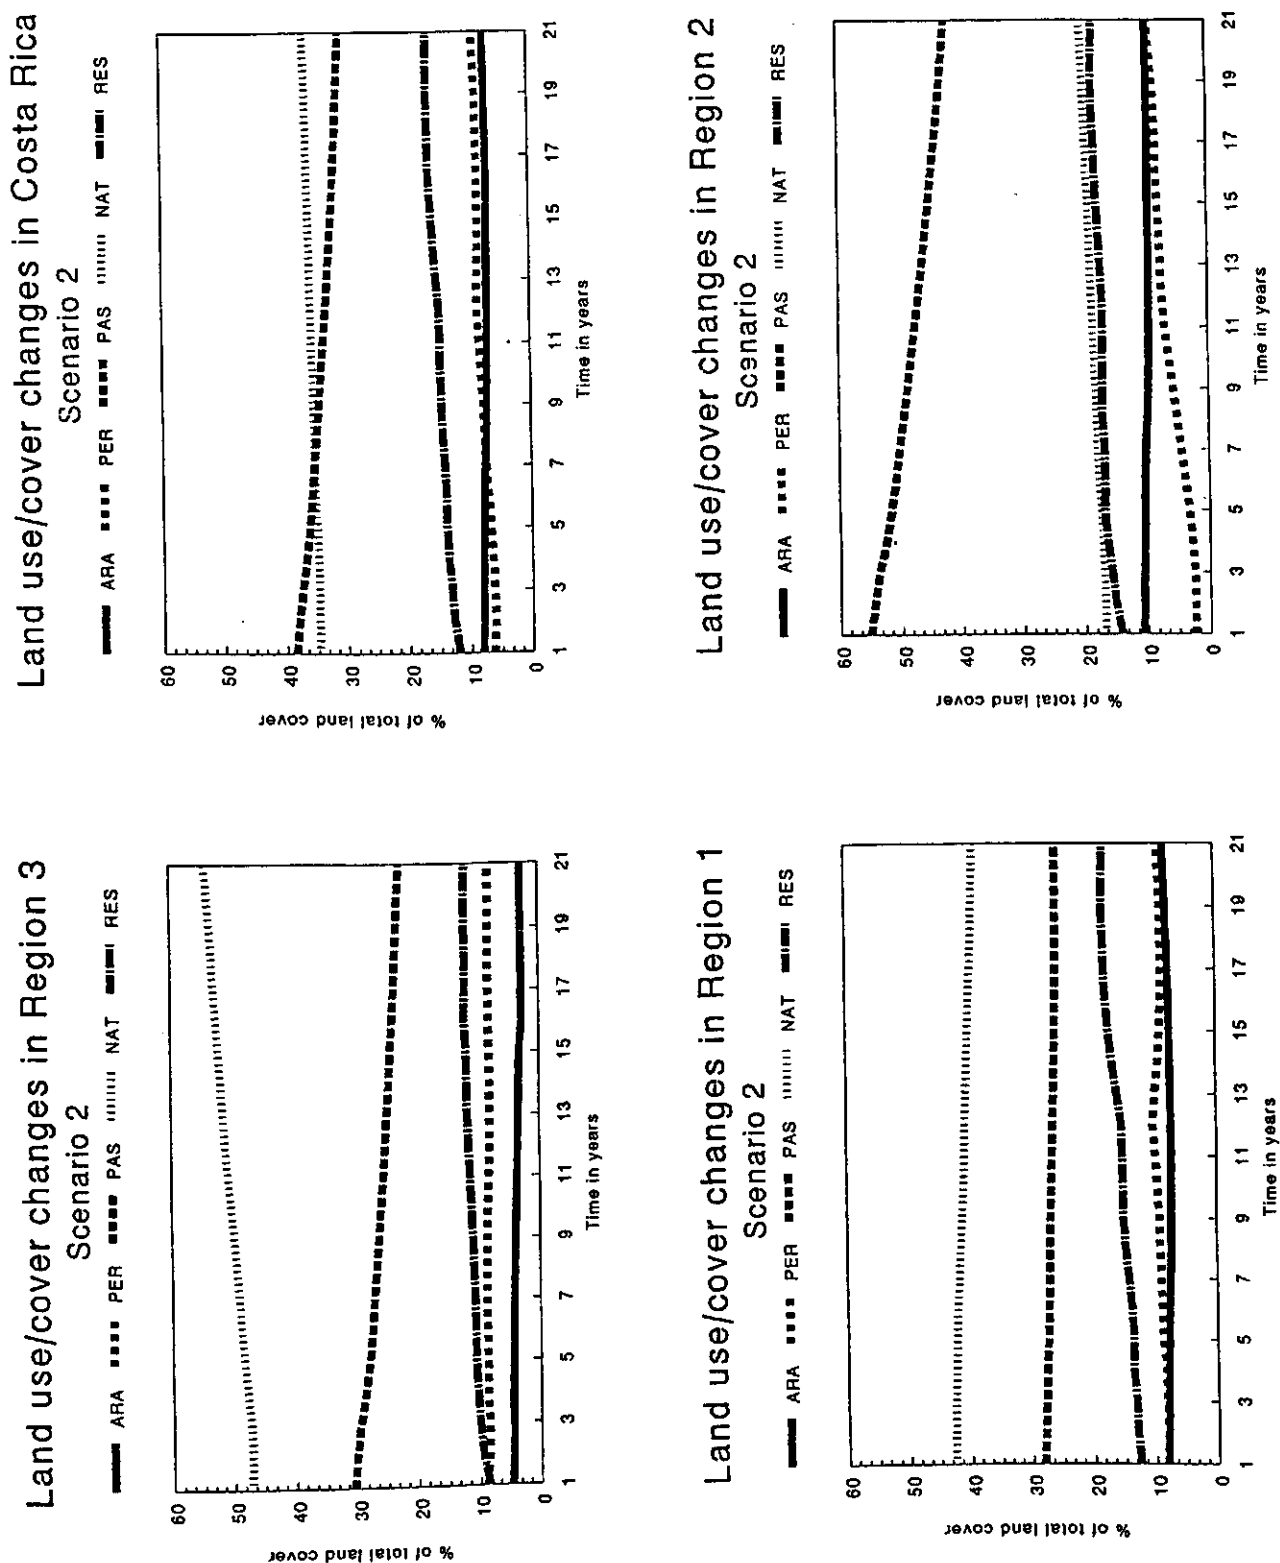 Land use/cover changes in Region 3
Scenario 2
ARA PER PAS NAT RES
% of total land cover
60
50
40
30
20
10
0
1 3 5 7 9 11 13 15 17 19 21
Time in years
Land use/cover changes in Costa Rica
Scenario 2
ARA PER PAS NAT RES
% of total land cover
60
50
40
30
20
10
0
1 3 5 7 9 11 13 15 17 19 21
Time in years
Land use/cover changes in Region 1
Scenario 2
ARA PER PAS NAT RES
% of total land cover
60
50
40
30
20
10
0
1 3 5 7 9 11 13 15 17 19 21
Time in years
Land use/cover changes in Region 2
Scenario 2
ARA PER PAS NAT RES
% of total land cover
60
50
40
30
20
10
0
1 3 5 7 9 11 13 15 17 19 21
Time in years